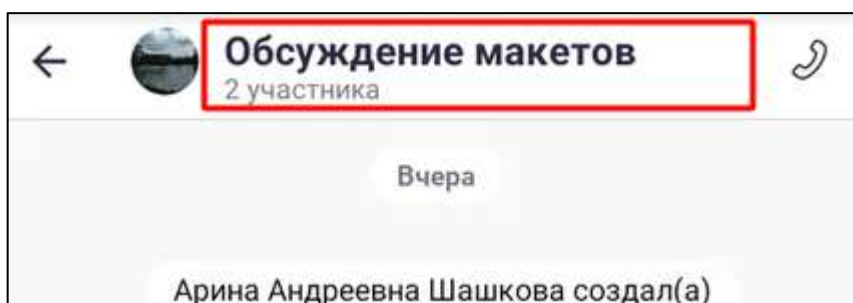 Обсуждение макетов
2 участника
Вчера
Арина Андреевна Шашкова создал(а)